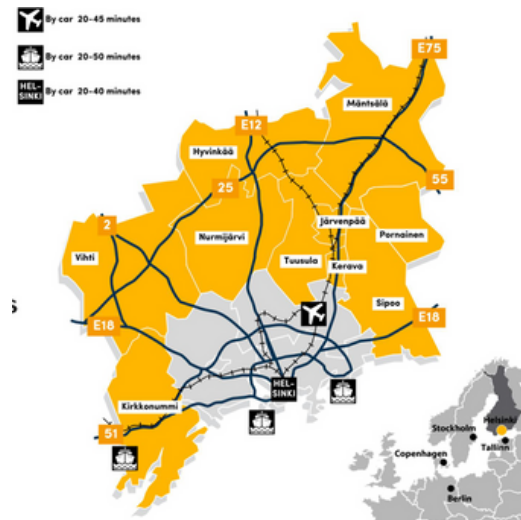 By car 20-45 minutes
By car 20-50 minutes
HEL-
SINKI
By car 20-40 minutes
E75
Mäntsälä
E12
Hyvinkää
55
25
Järvenpää
2
Pornainen
Nurmijärvi
Vihti
Tuusula
Kerava
Sipoo
S
E18
E18
HEL-
SINKI
Kirkkonummi
51
Helsinki
Stockholm
Tallinn
Copenhagen
Berlin